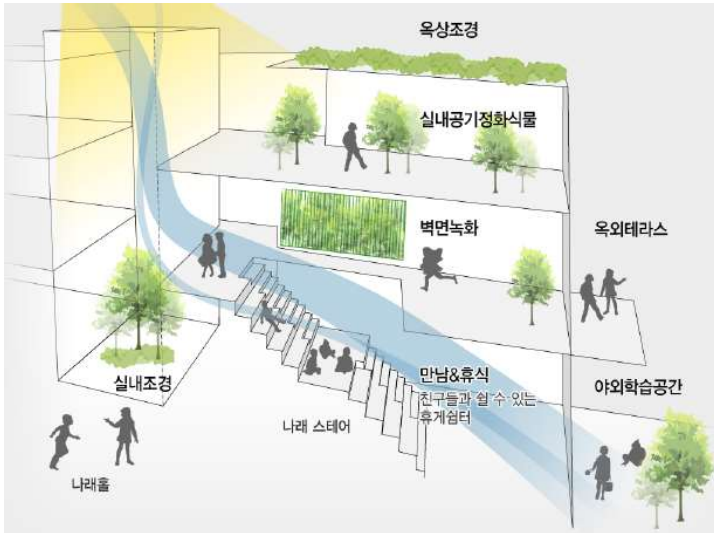 옥상조경
실내공기정화식물
벽면녹화
옥외테라스
실내조경
만남&휴식
친구들과 쉴 수 있는
휴게쉼터
야외학습공간
나래 스테어
나래홀